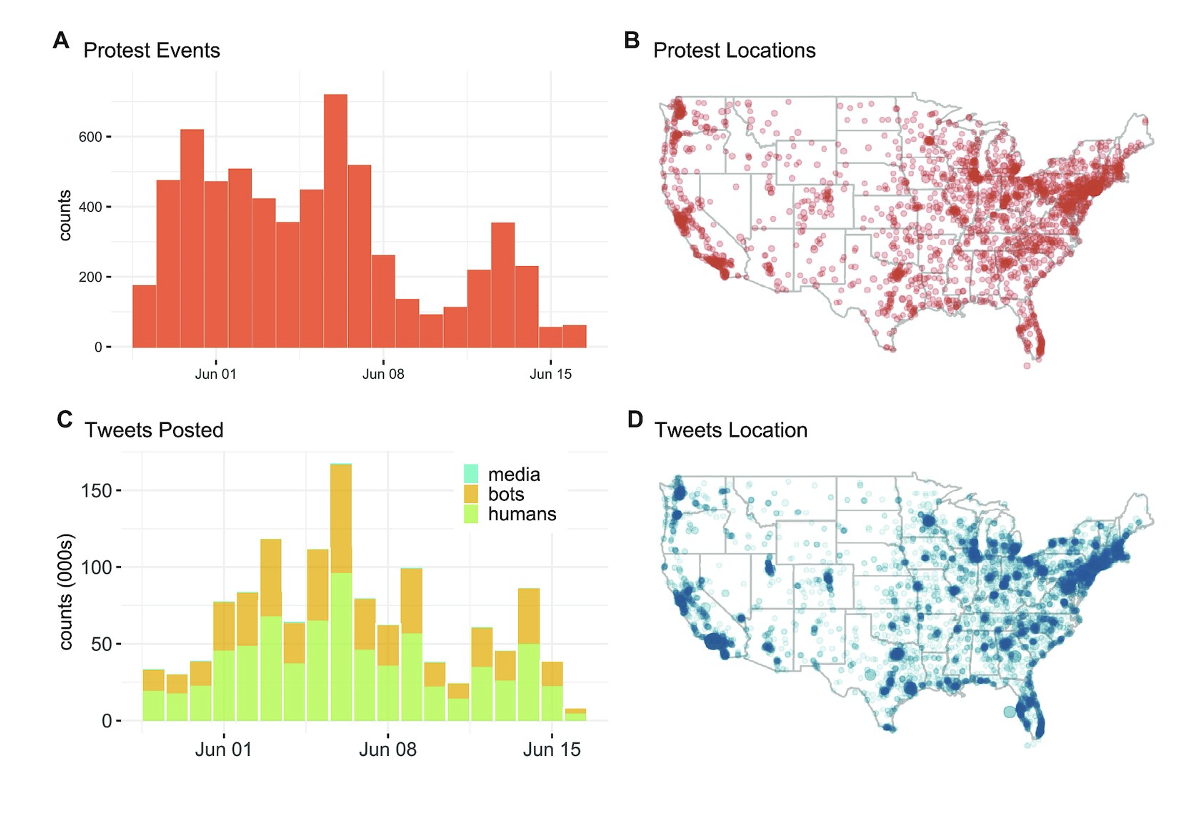 A Protest Events
counts
600
400
200
0
Jun 01 Jun 08 Jun 15
B Protest Locations
C Tweets Posted
counts (000s)
150
100
50
0
media
bots
humans
Jun 01 Jun 08 Jun 15
D Tweets Location